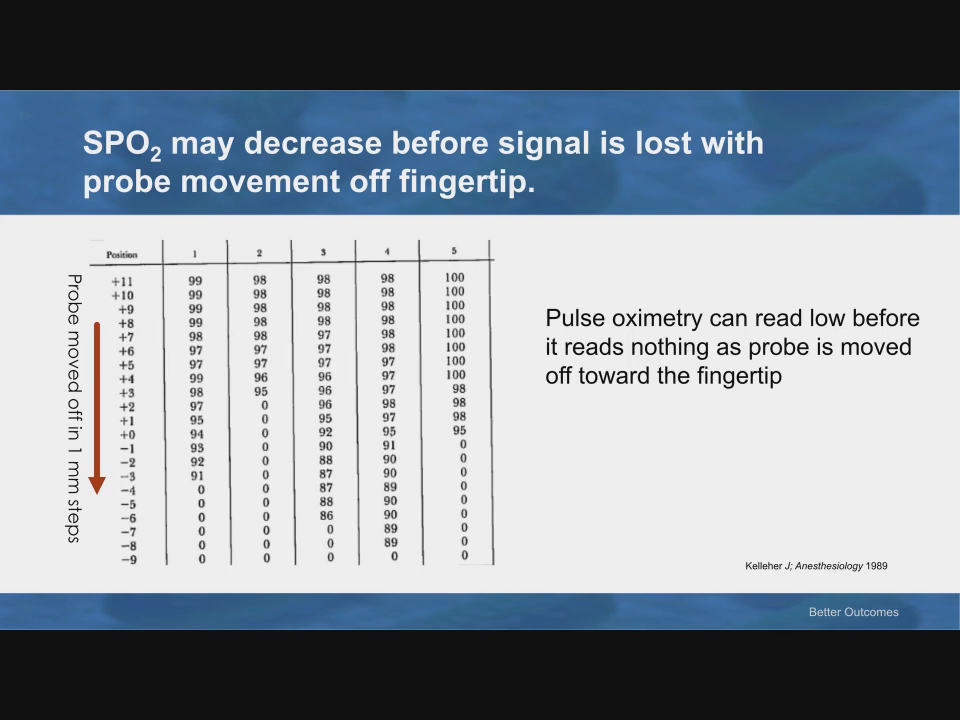 SPO2 may decrease before signal is lost with
probe movement off fingertip.
Probe moved off in 1 mm steps
Position 1 2 3 4 5
+11 99 98 98 98 100
+10 99 98 98 98 100
+9 99 98 98 98 100
+8 99 98 98 98 100
+7 98 98 97 98 100
+6 97 97 97 98 100
+5 97 97 97 97 100
+4 99 96 96 97 100
+3 98 95 96 97 98
+2 97 0 96 98 98
+1 95 0 95 97 98
+0 94 0 92 95 95
−1 93 0 90 91 0
−2 92 0 88 90 0
−3 91 0 87 90 0
−4 0 0 87 89 0
−5 0 0 88 90 0
−6 0 0 86 90 0
−7 0 0 0 89 0
−8 0 0 0 89 0
−9 0 0 0 0 0
Pulse oximetry can read low before
it reads nothing as probe is moved
off toward the fingertip
Kelleher J; Anesthesiology 1989
Better Outcomes